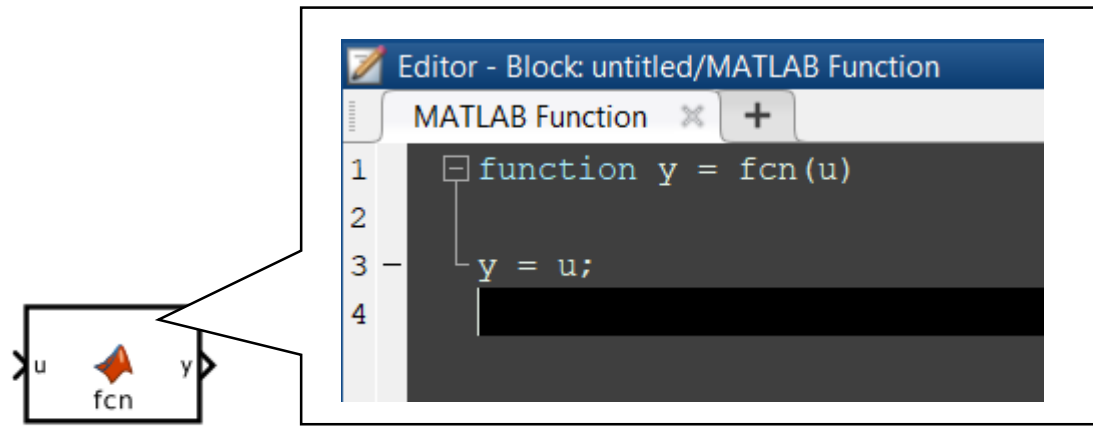 Editor - Block: untitled/MATLAB Function
MATLAB Function
1 function y = fcn(u)
2
3 y = u;
4
u y
fcn